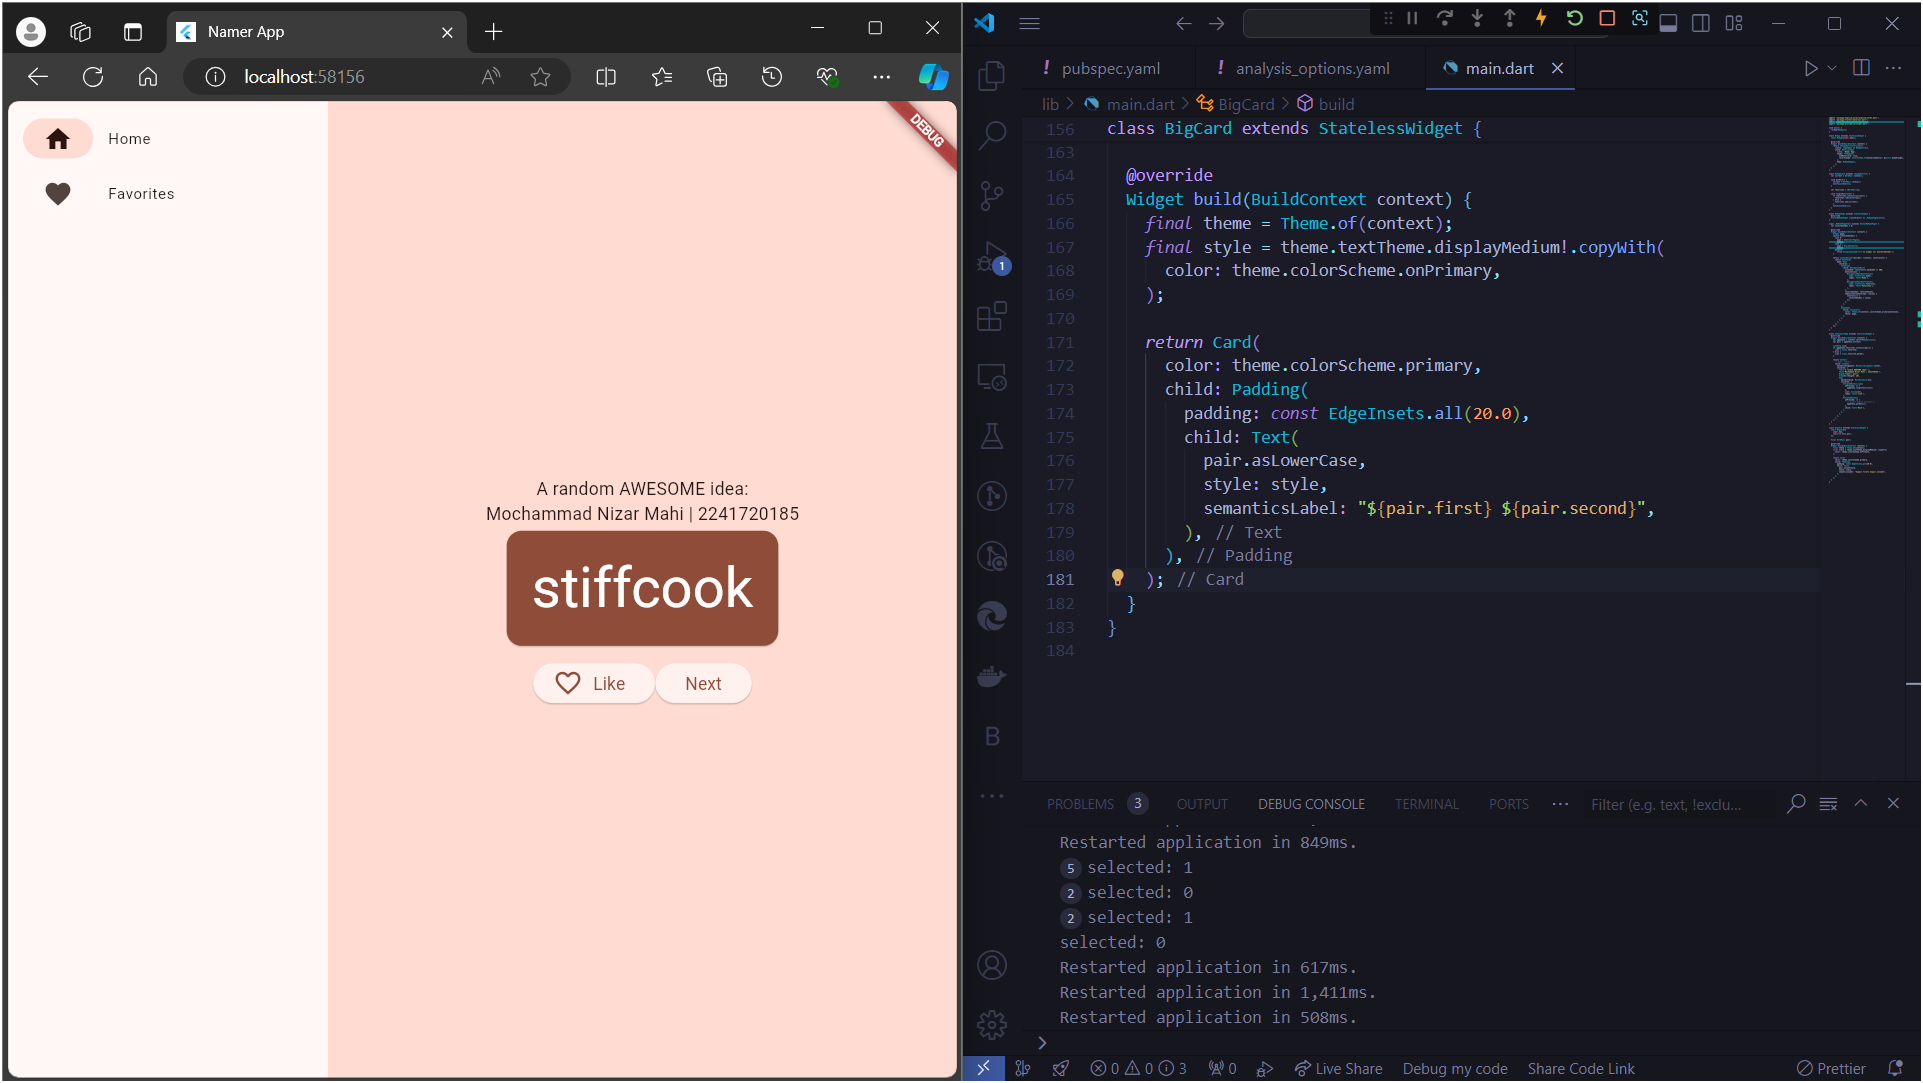 Namer App
localhost:58156
Home
Favorites
DEBUG
A random AWESOME idea:
Mochammad Nizar Mahi | 2241720185
stiffcook
Like
Next
pubspec.yaml
analysis_options.yaml
main.dart
lib > main.dart > BigCard > build
156 class BigCard extends StatelessWidget {
163
164 @override
165 Widget build(BuildContext context) {
166 final theme = Theme.of(context);
167 final style = theme.textTheme.displayMedium!.copyWith(
168 color: theme.colorScheme.onPrimary,
169 );
170
171 return Card(
172 color: theme.colorScheme.primary,
173 child: Padding(
174 padding: const EdgeInsets.all(20.0),
175 child: Text(
176 pair.asLowerCase,
177 style: style,
178 semanticsLabel: "${pair.first} ${pair.second}",
179 ), // Text
180 ), // Padding
181 ); // Card
182 }
183 }
184
1
B
PROBLEMS 3 OUTPUT DEBUG CONSOLE TERMINAL PORTS
Filter (e.g. text, !exclu...
Restarted application in 849ms.
5 selected: 1
2 selected: 0
2 selected: 1
selected: 0
Restarted application in 617ms.
Restarted application in 1,411ms.
Restarted application in 508ms.
0 0 3 0 Live Share Debug my code Share Code Link Prettier